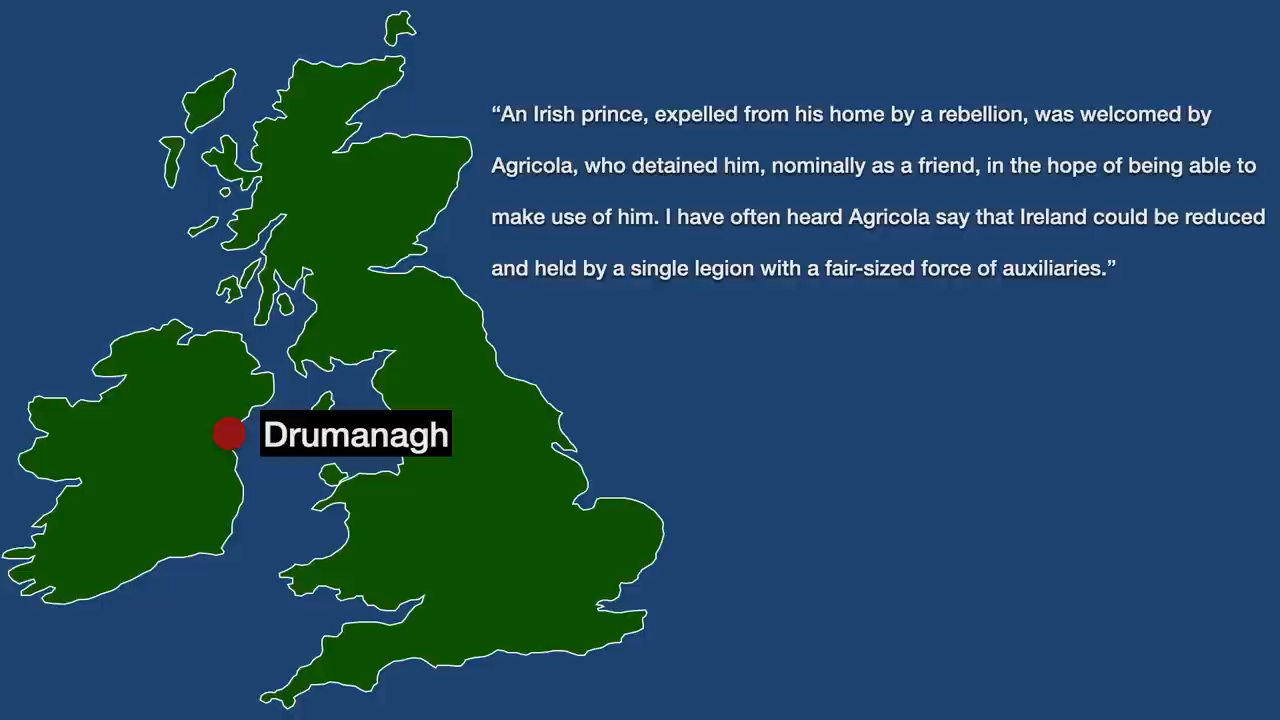 “An Irish prince, expelled from his home by a rebellion, was welcomed by
Agricola, who detained him, nominally as a friend, in the hope of being able to
make use of him. I have often heard Agricola say that Ireland could be reduced
and held by a single legion with a fair-sized force of auxiliaries.”
Drumanagh